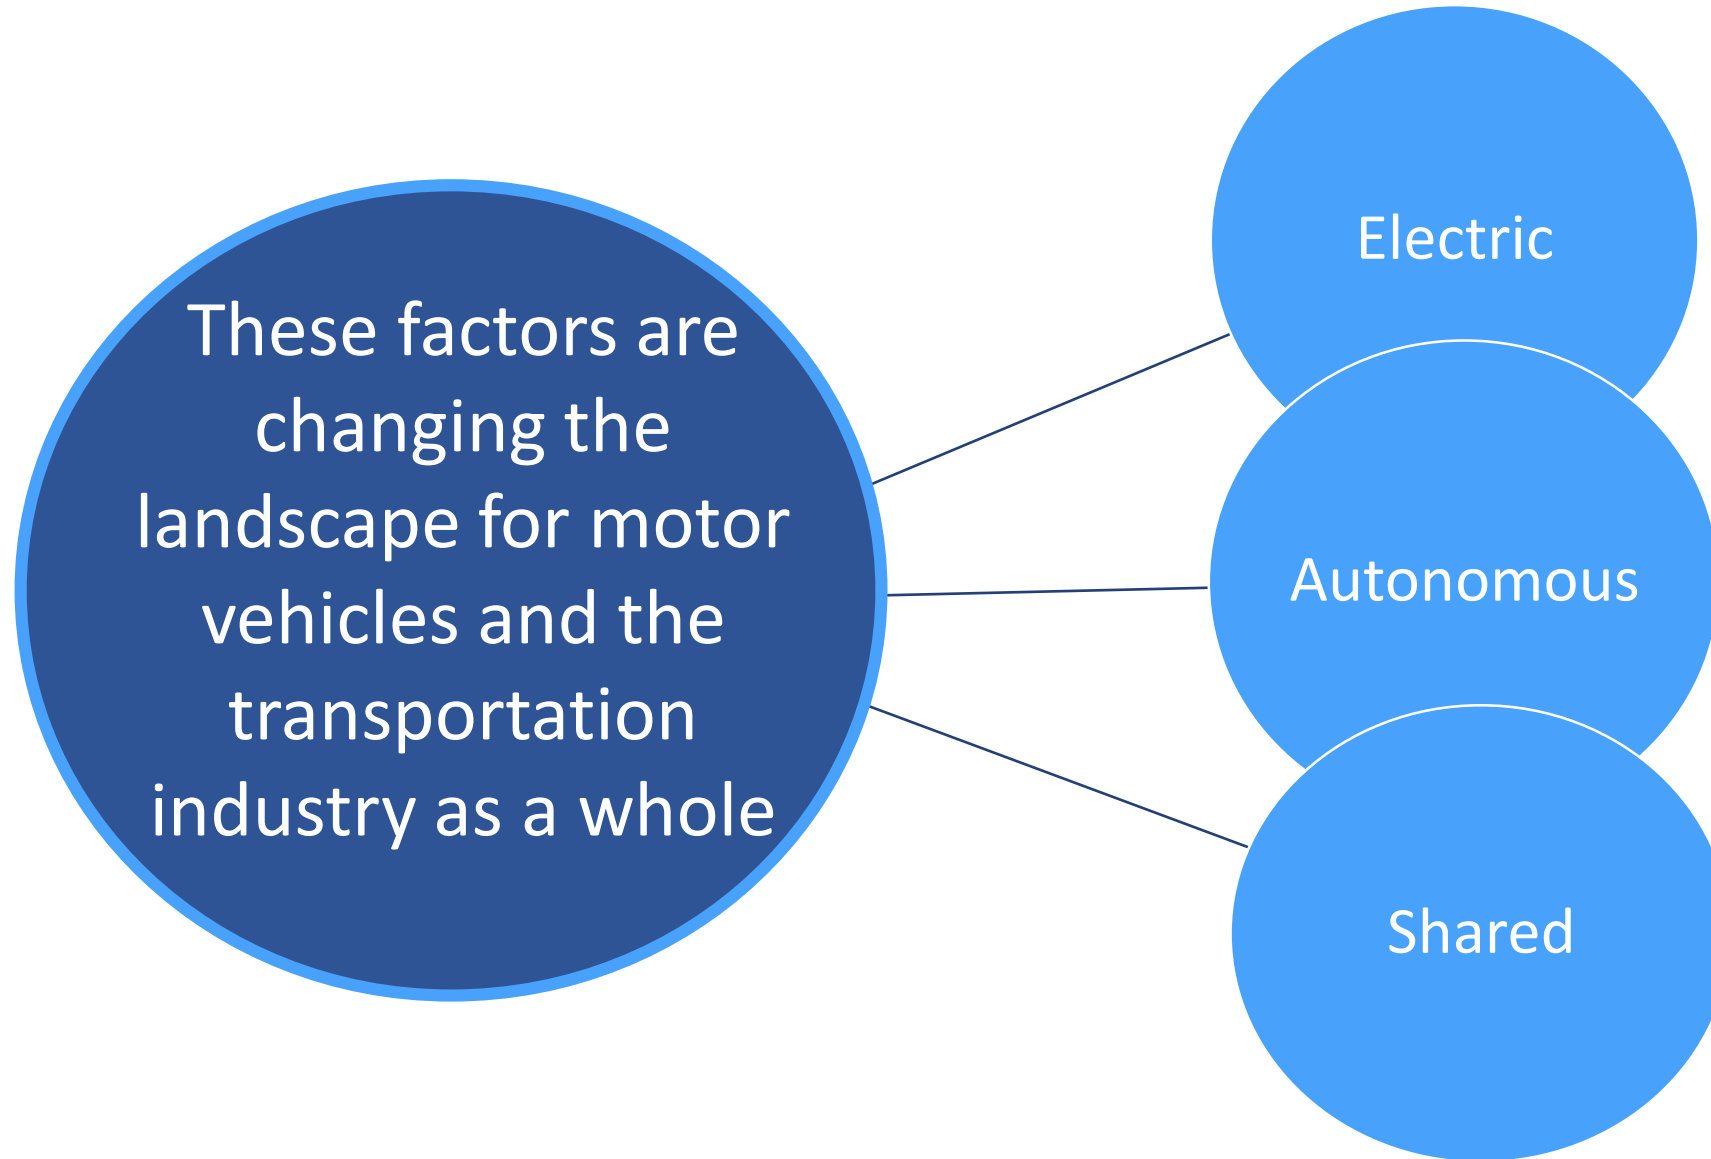 These factors are
changing the
landscape for motor
vehicles and the
transportation
industry as a whole
Electric
Autonomous
Shared